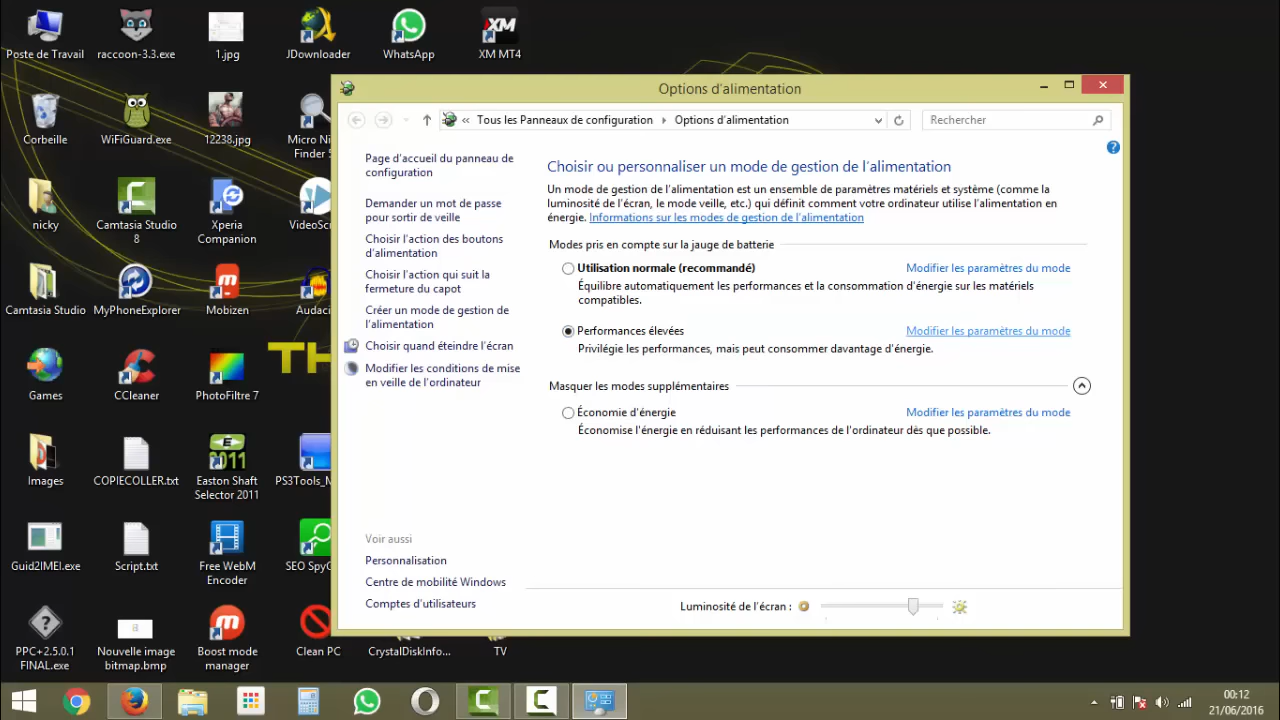 Poste de Travail
raccoon-3.3.exe
1.jpg
JDownloader
WhatsApp
XM
XM MT4
Corbeille
WiFiGuard.exe
12238.jpg
Micro Ni
Finder 5
nicky
Camtasia Studio
8
Xperia
Companion
VideoScr
Camtasia Studio
MyPhoneExplorer
Mobizen
Audaci
Games
CCleaner
PhotoFiltre 7
TH
Images
COPIECOLLER.txt
E
2011
Easton Shaft
Selector 2011
PS3Tools_M
Guid2IMEI.exe
Script.txt
Free WebM
Encoder
SEO SpyG
PPC+2.5.0.1
FINAL.exe
Nouvelle image
bitmap.bmp
Boost mode
manager
Clean PC
CrystalDiskInfo...
TV
Options d'alimentation
« Tous les Panneaux de configuration
Options d'alimentation
Rechercher
Page d'accueil du panneau de
configuration
Demander un mot de passe
pour sortir de veille
Choisir l'action des boutons
d'alimentation
Choisir l'action qui suit la
fermeture du capot
Créer un mode de gestion de
l'alimentation
Choisir quand éteindre l'écran
Modifier les conditions de mise
en veille de l'ordinateur
Voir aussi
Personnalisation
Centre de mobilité Windows
Comptes d'utilisateurs
Choisir ou personnaliser un mode de gestion de l'alimentation
Un mode de gestion de l'alimentation est un ensemble de paramètres matériels et système (comme la
luminosité de l'écran, le mode veille, etc.) qui définit comment votre ordinateur utilise l'alimentation en
énergie. Informations sur les modes de gestion de l'alimentation
Modes pris en compte sur la jauge de batterie
Utilisation normale (recommandé)
Modifier les paramètres du mode
Équilibre automatiquement les performances et la consommation d'énergie sur les matériels
compatibles.
Performances élevées
Modifier les paramètres du mode
Privilégie les performances, mais peut consommer davantage d'énergie.
Masquer les modes supplémentaires
Économie d'énergie
Modifier les paramètres du mode
Économise l'énergie en réduisant les performances de l'ordinateur dès que possible.
Luminosité de l'écran :
00:12
21/06/2016